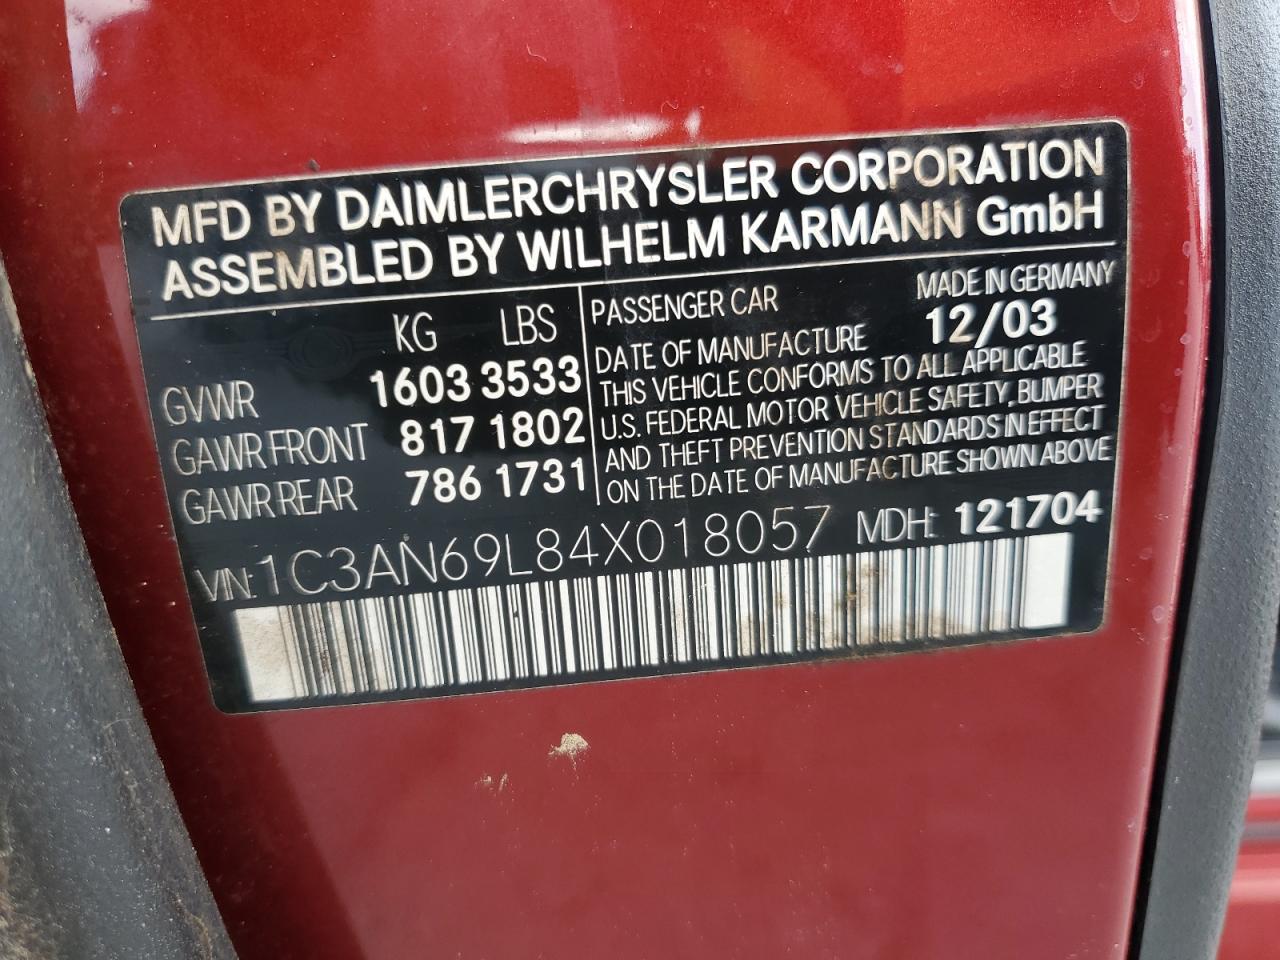 MFD BY DAIMLERCHRYSLER CORPORATION
ASSEMBLED BY WILHELM KARMANN GmbH
KG LBS
GVWR 1603 3533
GAWR FRONT 817 1802
GAWR REAR 786 1731
PASSENGER CAR MADE IN GERMANY
DATE OF MANUFACTURE 12/03
THIS VEHICLE CONFORMS TO ALL APPLICABLE
U.S. FEDERAL MOTOR VEHICLE SAFETY, BUMPER
AND THEFT PREVENTION STANDARDS IN EFFECT
ON THE DATE OF MANUFACTURE SHOWN ABOVE
VIN: 1C3AN69L84X018057 MDH: 121704